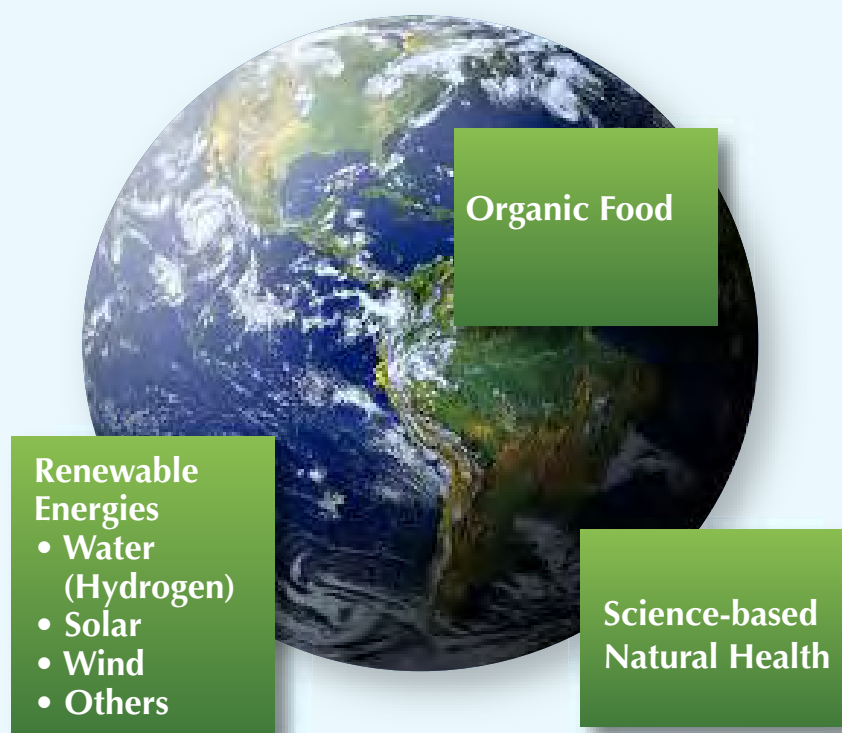 Organic Food
Renewable
Energies
• Water
(Hydrogen)
• Solar
• Wind
• Others
Science-based
Natural Health